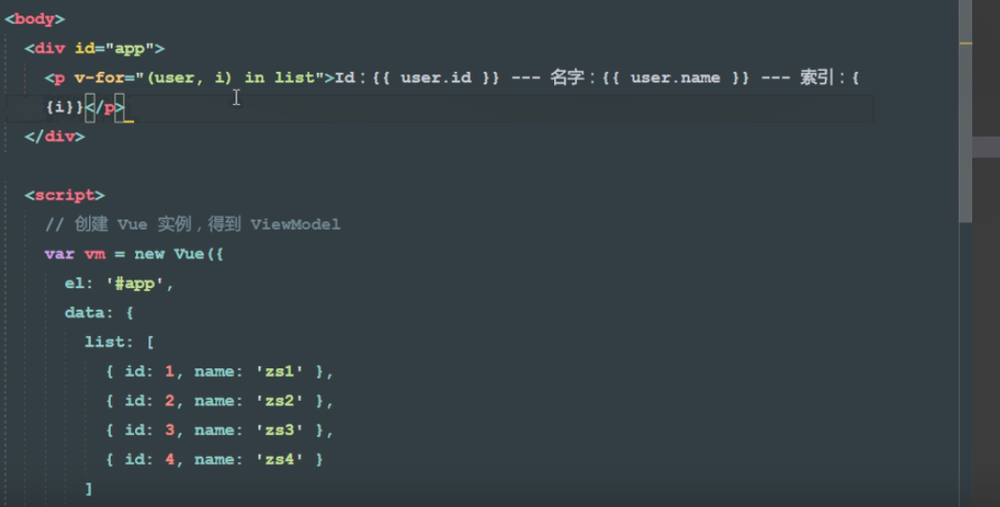 <body>
<div id="app">
<p v-for="(user, i) in list">Id：{{ user.id }} --- 名字：{{ user.name }} --- 索引：{
{i}}</p>
</div>
<script>
// 创建 Vue 实例，得到 ViewModel
var vm = new Vue({
el: '#app',
data: {
list: [
{ id: 1, name: 'zs1' },
{ id: 2, name: 'zs2' },
{ id: 3, name: 'zs3' },
{ id: 4, name: 'zs4' }
]